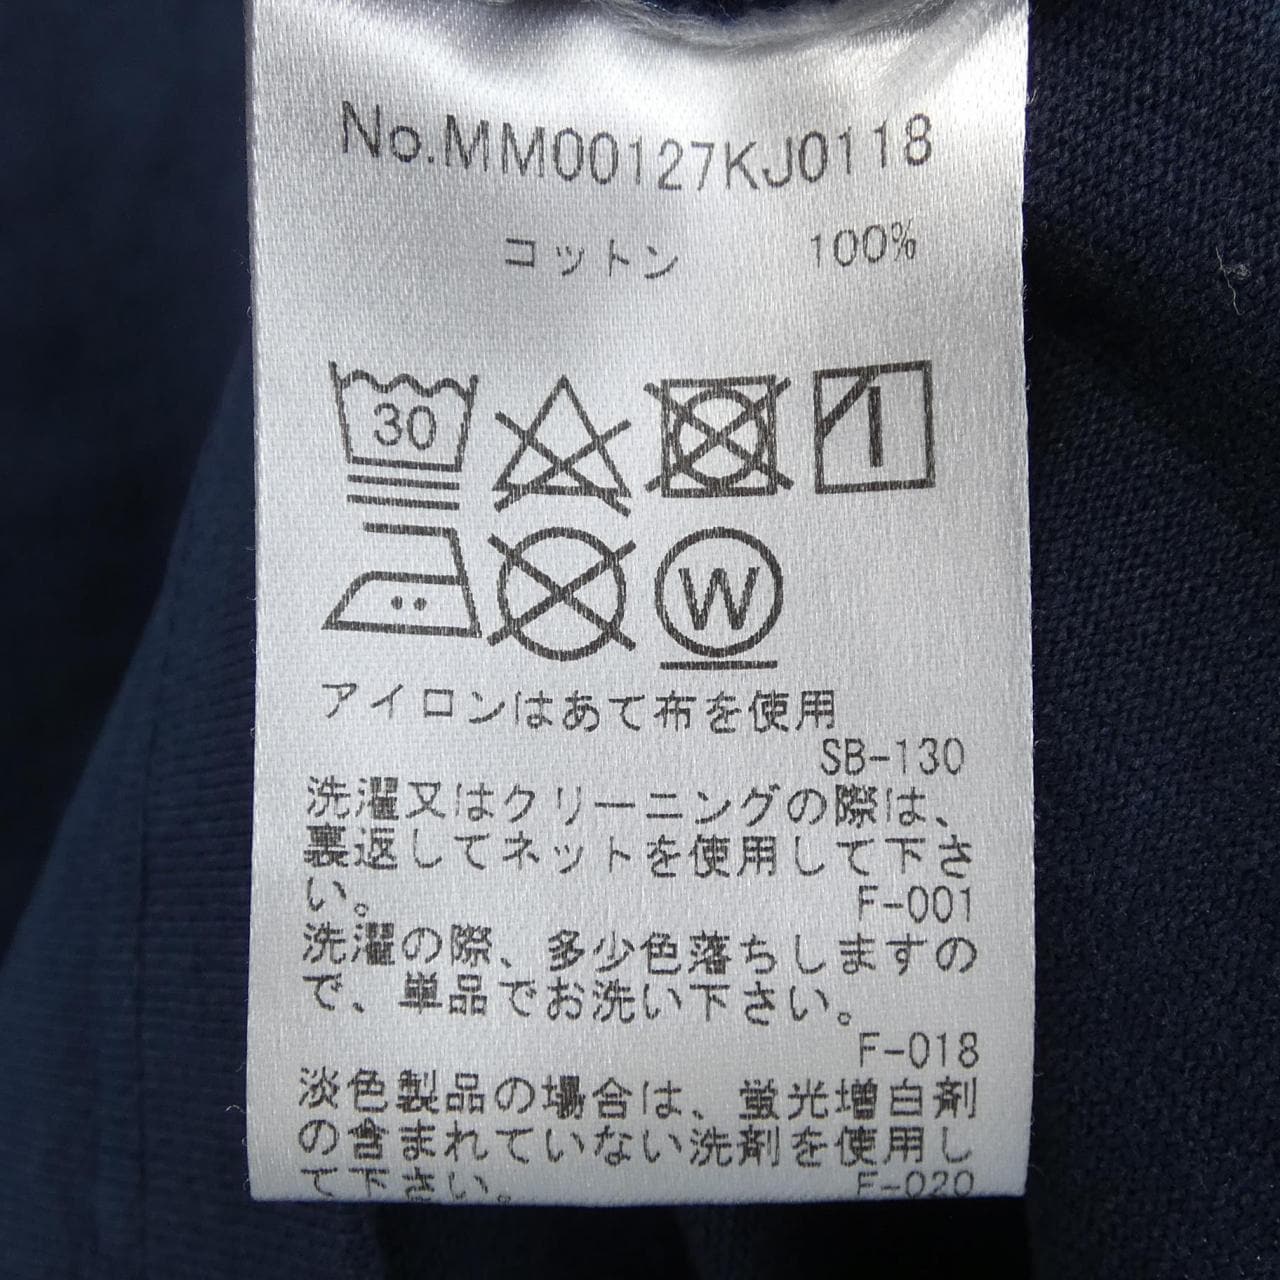 No.MM00127KJ0118
コットン 100%
30
W
アイロンはあて布を使用
SB-130
洗濯又はクリーニングの際は、
裏返してネットを使用して下さ
い。 F-001
洗濯の際、多少色落ちしますの
で、単品でお洗い下さい。
F-018
淡色製品の場合は、蛍光増白剤
の含まれていない洗剤を使用し
て下さい。 F-020